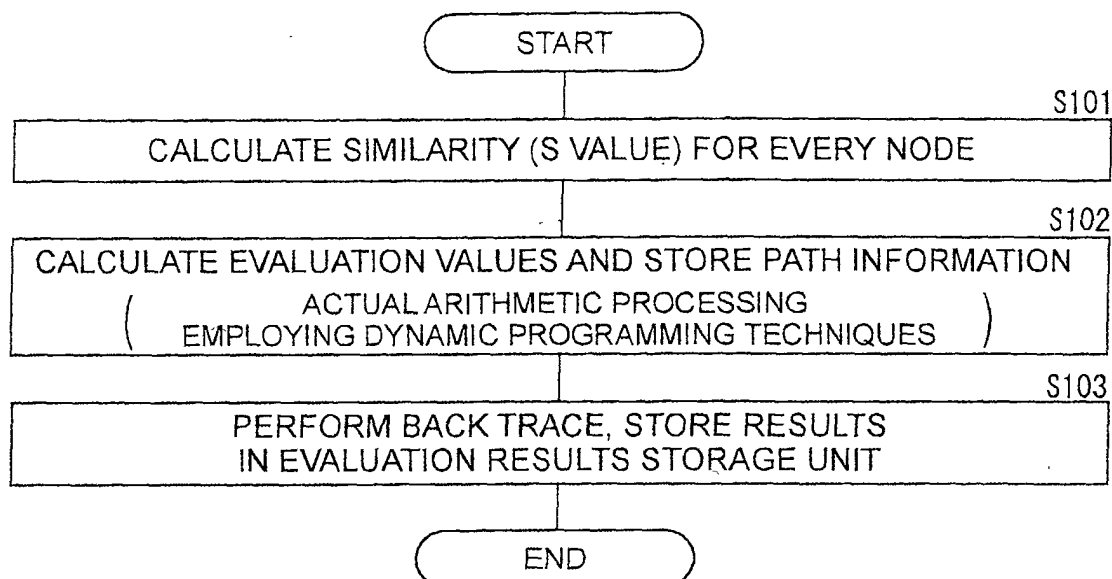 START
S101
CALCULATE SIMILARITY (S VALUE) FOR EVERY NODE
S102
CALCULATE EVALUATION VALUES AND STORE PATH INFORMATION
( ACTUAL ARITHMETIC PROCESSING
EMPLOYING DYNAMIC PROGRAMMING TECHNIQUES )
S103
PERFORM BACK TRACE, STORE RESULTS
IN EVALUATION RESULTS STORAGE UNIT
END